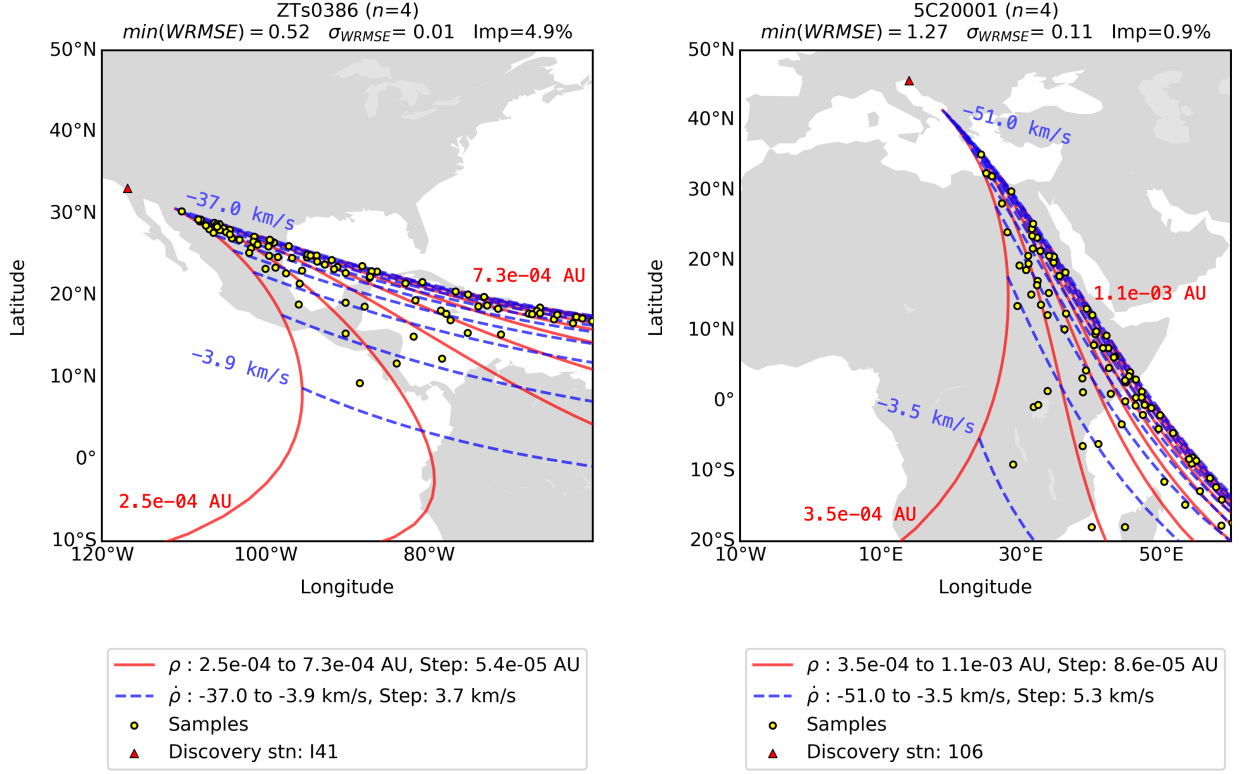 ZTs0386 (n=4)
min(WRMSE) = 0.52 σWRMSE= 0.01 Imp=4.9%
50°N
40°N
30°N
20°N
10°N
0°
10°S
120°W
100°W
80°W
Latitude
Longitude
−37.0 km/s
7.3e−04 AU
−3.9 km/s
2.5e−04 AU
ρ : 2.5e-04 to 7.3e-04 AU, Step: 5.4e-05 AU
ρ̇ : -37.0 to -3.9 km/s, Step: 3.7 km/s
Samples
Discovery stn: I41
5C20001 (n=4)
min(WRMSE) = 1.27 σWRMSE= 0.11 Imp=0.9%
50°N
40°N
30°N
20°N
10°N
0°
10°S
20°S
10°W
10°E
30°E
50°E
Latitude
Longitude
−51.0 km/s
1.1e−03 AU
−3.5 km/s
3.5e−04 AU
ρ : 3.5e-04 to 1.1e-03 AU, Step: 8.6e-05 AU
ρ̇ : -51.0 to -3.5 km/s, Step: 5.3 km/s
Samples
Discovery stn: 106